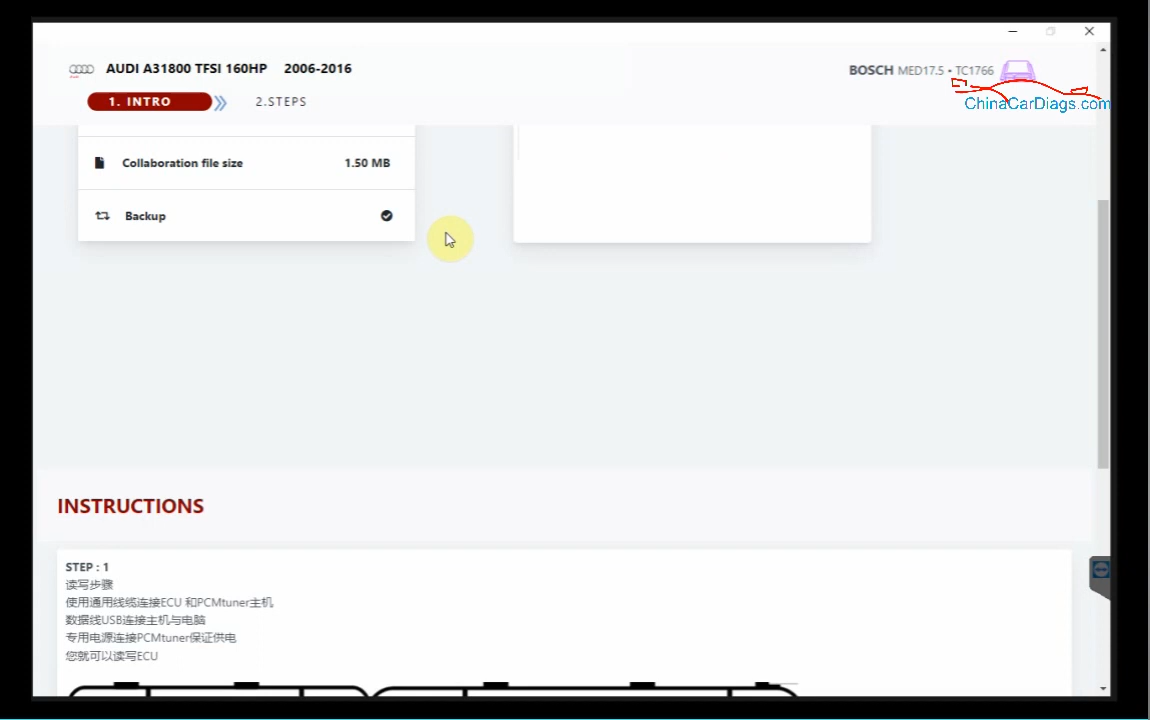 AUDI A31800 TFSI 160HP 2006-2016
BOSCH MED17.5 • TC1766
1. INTRO
2.STEPS
ChinaCarDiags.com
Collaboration file size 1.50 MB
Backup
INSTRUCTIONS
STEP : 1
读写步骤
使用通用线缆连接ECU 和PCMtuner主机
数据线USB连接主机与电脑
专用电源连接PCMtuner保证供电
您就可以读写ECU